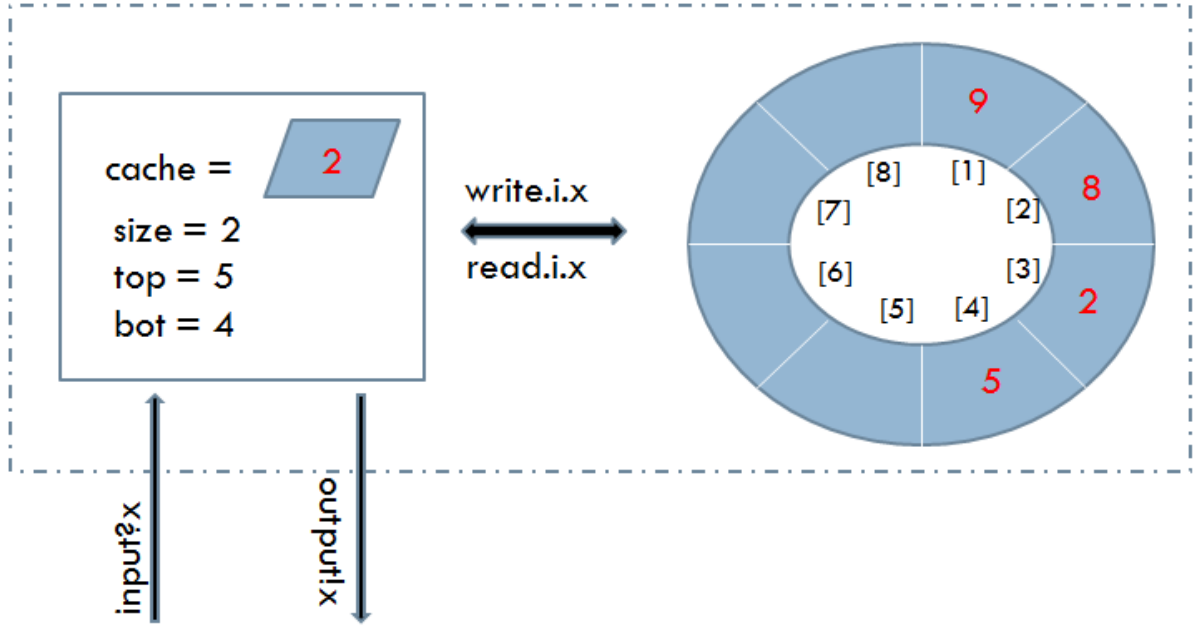 cache = 2
size = 2
top = 5
bot = 4
write.i.x
read.i.x
input?x
output!x
9
8
2
5
[1]
[2]
[3]
[4]
[5]
[6]
[7]
[8]